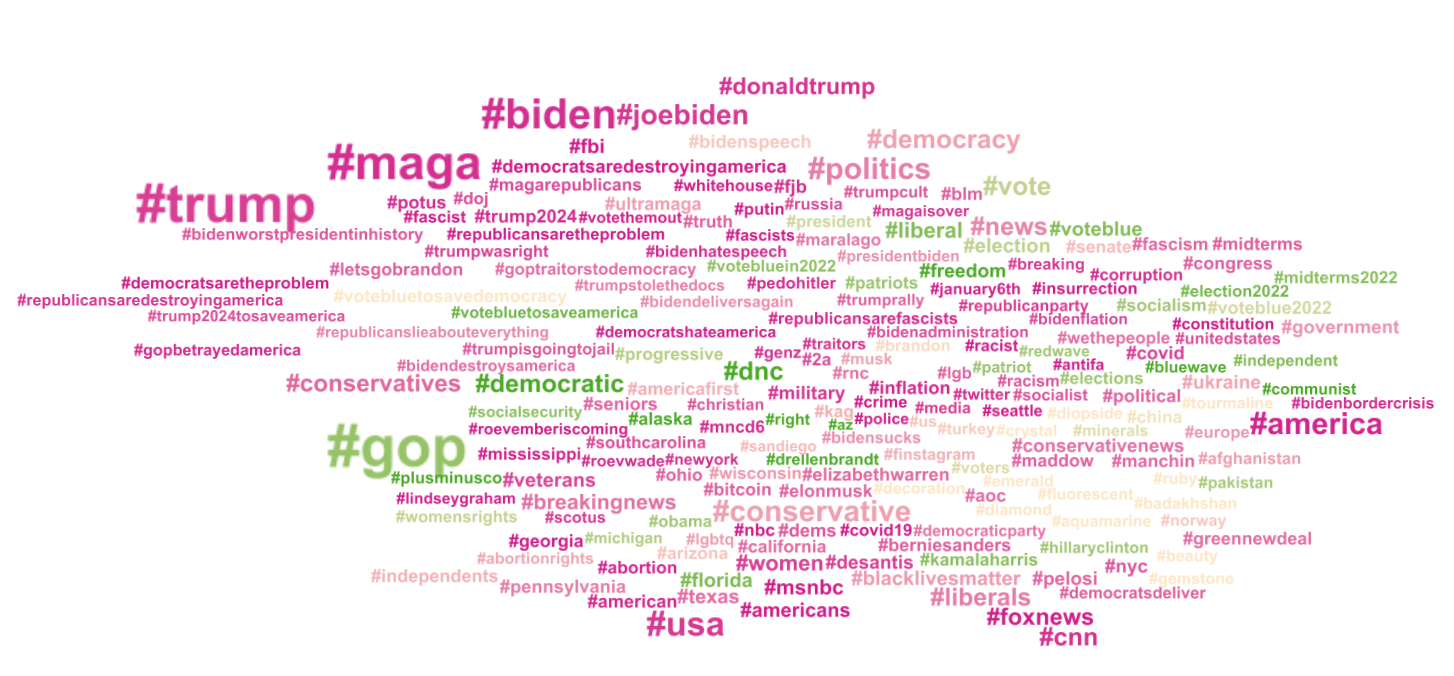 #donaldtrump
#biden #joebiden
#fbi #bidenspeech #democracy
#maga #democratsaredestroyingamerica #politics
#magarepublicans #whitehouse #fjb #trumpcult #blm #vote
#trump #potus #doj #ultramaga #putin #russia #magaisover
#fascist #trump2024 #votethemout #truth #president #liberal #news #voteblue
#bidenworstpresidentinhistory #republicansaretheproblem #fascists #maralago #election #senate #fascism #midterms
#trumpwasright #bidenhatespeech #presidentbiden
#letsgobrandon #goptraitorstodemocracy #votebluein2022 #freedom #breaking #corruption #congress
#democratsaretheproblem #trumpstolethedocs #pedohitler #patriots #january6th #insurrection #election2022 #midterms2022
#republicansaredestroyingamerica #votebluetosavedemocracy #bidendeliversagain #trumprally #republicanparty #socialism #voteblue2022
#trump2024tosaveamerica #votebluetosaveamerica #republicansarefascists #bidenflation #constitution #government
#republicanslieabouteverything #democratshateamerica #bidenadministration #wethepeople #unitedstates
#gopbetrayedamerica #trumpisgoingtojail #progressive #genz #traitors #2a #musk #brandon #racist #redwave #covid
#bidendestroysamerica #dnc #rnc #lgb #patriot #antifa #bluewave #independent
#conservatives #democratic #americafirst #military #inflation #racism #elections #ukraine #communist
#seniors #christian #crime #twitter #socialist #political #tourmaline #bidenbordercrisis
#socialsecurity #alaska #right #kag #az #police #us #media #seattle #diopside #china #america
#gop #roevemberiscoming #mncd6 #turkey #crystal #minerals #europe
#southcarolina #sandiego #bidensucks #conservativenews
#mississippi #roevwade #newyork #drellenbrandt #finstagram #maddow #manchin #afghanistan
#plusminusco #veterans #ohio #wisconsin #elizabethwarren #voters #emerald #ruby #pakistan
#lindseygraham #breakingnews #bitcoin #elonmusk #decoration #aoc #fluorescent #badakhshan
#womensrights #scotus #obama #conservative #diamond #aquamarine #norway
#georgia #michigan #lgbtq #nbc #dems #covid19 #democraticparty #greennewdeal
#abortionrights #arizona #california #berniesanders #hillaryclinton #beauty
#independents #abortion #women #desantis #kamalaharris #nyc
#pennsylvania #florida #msnbc #blacklivesmatter #pelosi #gemstone
#american #texas #americans #liberals #democratsdeliver
#usa #foxnews
#cnn